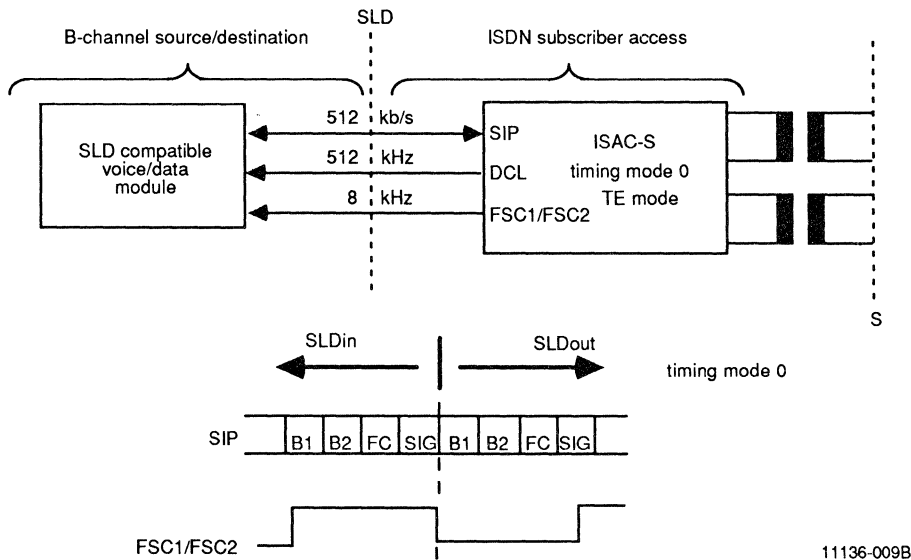 SLD
B-channel source/destination
ISDN subscriber access
SLD compatible
voice/data
module
512 kb/s
512 kHz
8 kHz
SIP
DCL
FSC1/FSC2
ISAC-S
timing mode 0
TE mode
S
SLDin
SLDout
timing mode 0
SIP
B1 B2 FC SIG B1 B2 FC SIG
FSC1/FSC2
11136-009B